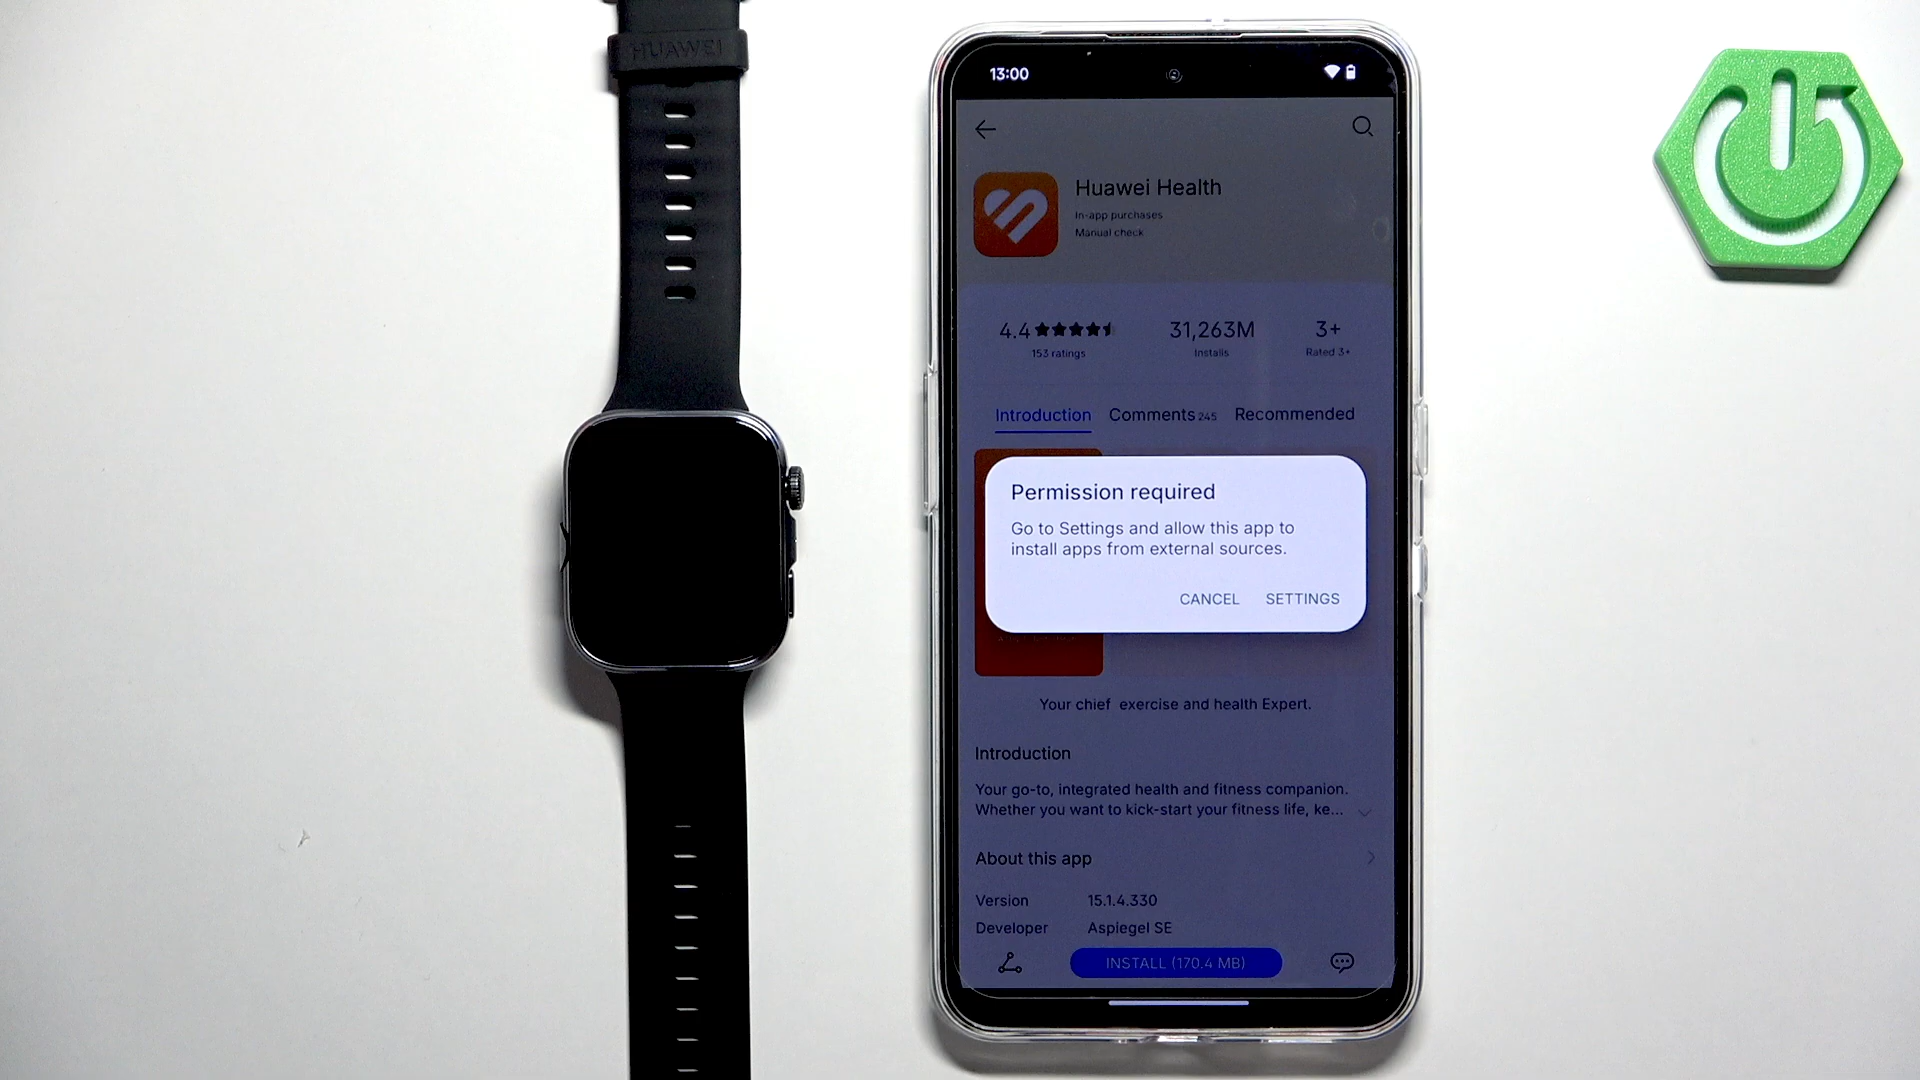 HUAWEI
13:00
Huawei Health
In-app purchases
Manual check
4.4
31,263M
3+
153 ratings
Installs
Rated 3+
Introduction
Comments 245
Recommended
Permission required
Go to Settings and allow this app to
install apps from external sources.
CANCEL
SETTINGS
Your chief exercise and health Expert.
Introduction
Your go-to, integrated health and fitness companion.
Whether you want to kick-start your fitness life, ke...
About this app
Version 15.1.4.330
Developer Aspiegel SE
INSTALL (170.4 MB)